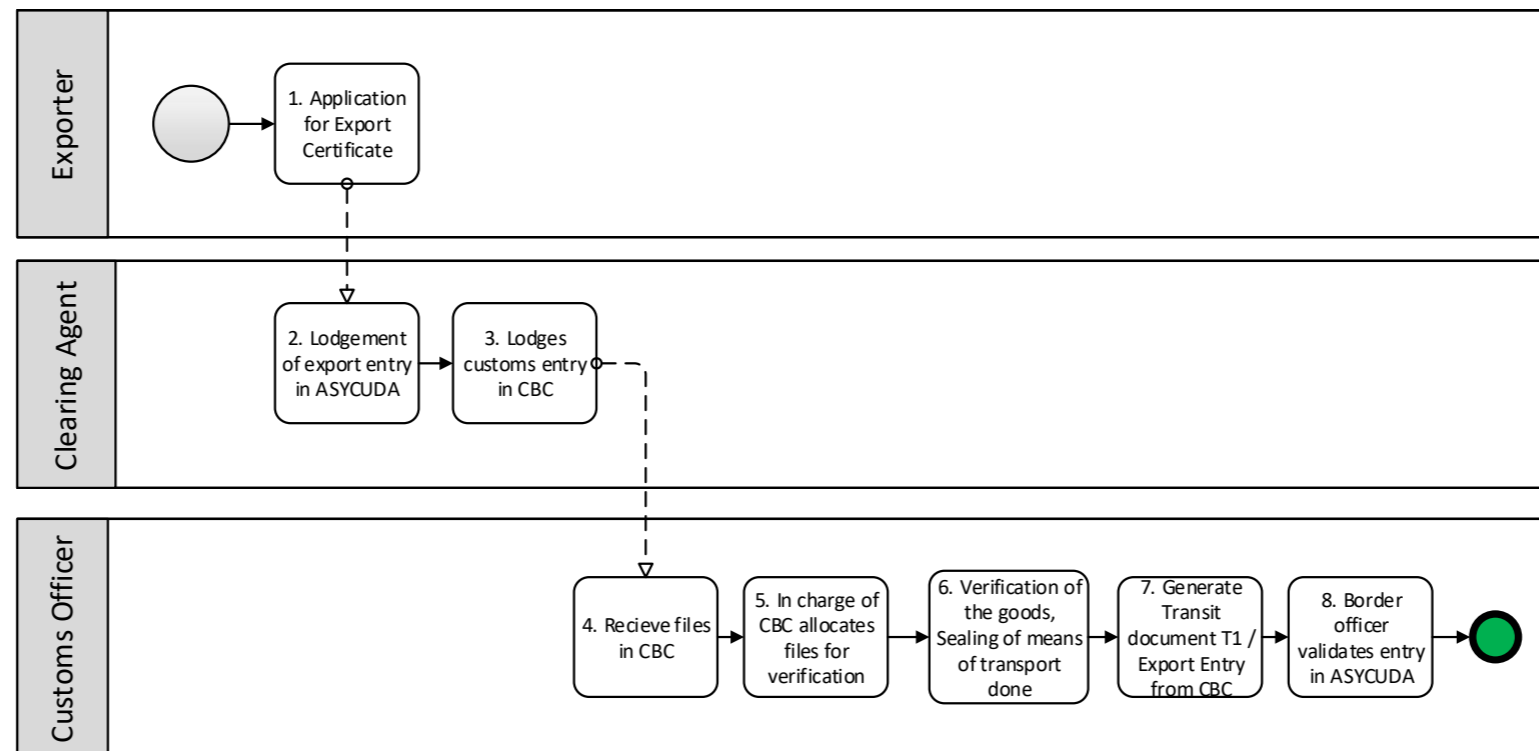 Exporter
1. Application
for Export
Certificate
Clearing Agent
2. Lodgement
of export entry
in ASYCUDA
3. Lodges
customs entry
in CBC
Customs Officer
4. Recieve files
in CBC
5. In charge of
CBC allocates
files for
verification
6. Verification of
the goods,
Sealing of means
of transport
done
7. Generate
Transit
document T1 /
Export Entry
from CBC
8. Border
officer
validates entry
in ASYCUDA